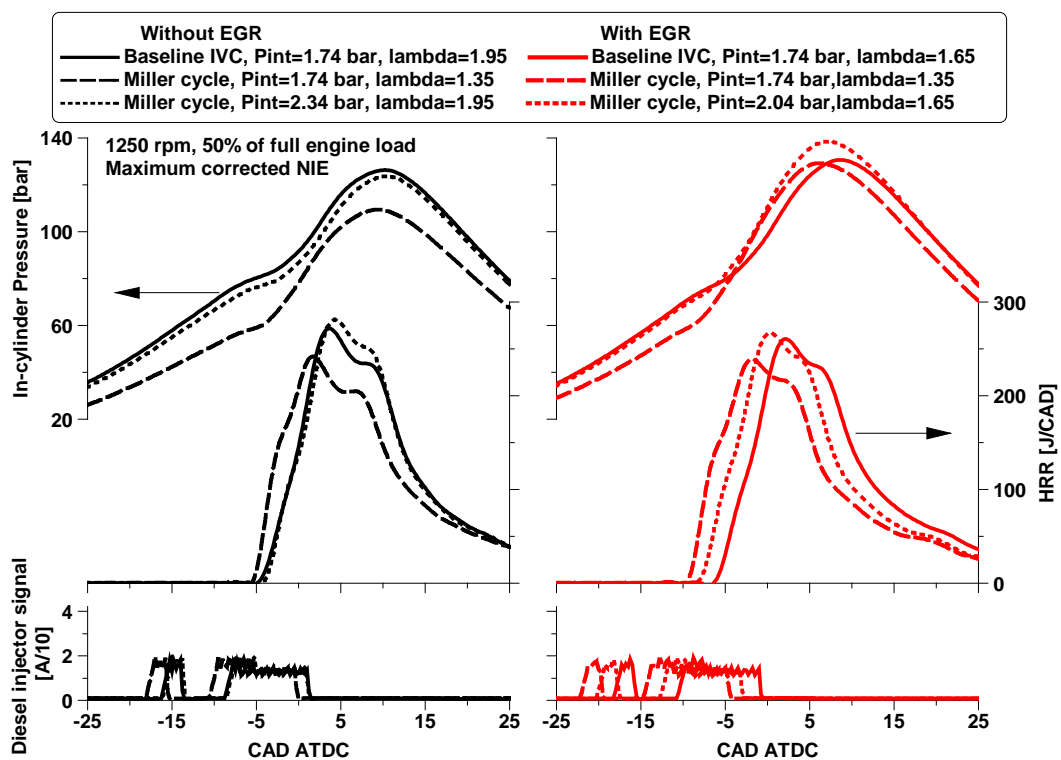 Without EGR
With EGR
Baseline IVC, Pint=1.74 bar, lambda=1.95
Baseline IVC, Pint=1.74 bar, lambda=1.65
Miller cycle, Pint=1.74 bar, lambda=1.35
Miller cycle, Pint=1.74 bar,lambda=1.35
Miller cycle, Pint=2.34 bar, lambda=1.95
Miller cycle, Pint=2.04 bar,lambda=1.65
1250 rpm, 50% of full engine load
Maximum corrected NIE
In-cylinder Pressure [bar]
140
100
60
20
300
200
100
0
HRR [J/CAD]
Diesel injector signal
[A/10]
4
2
0
-25 -15 -5 5 15 25
-25 -15 -5 5 15 25
CAD ATDC
CAD ATDC